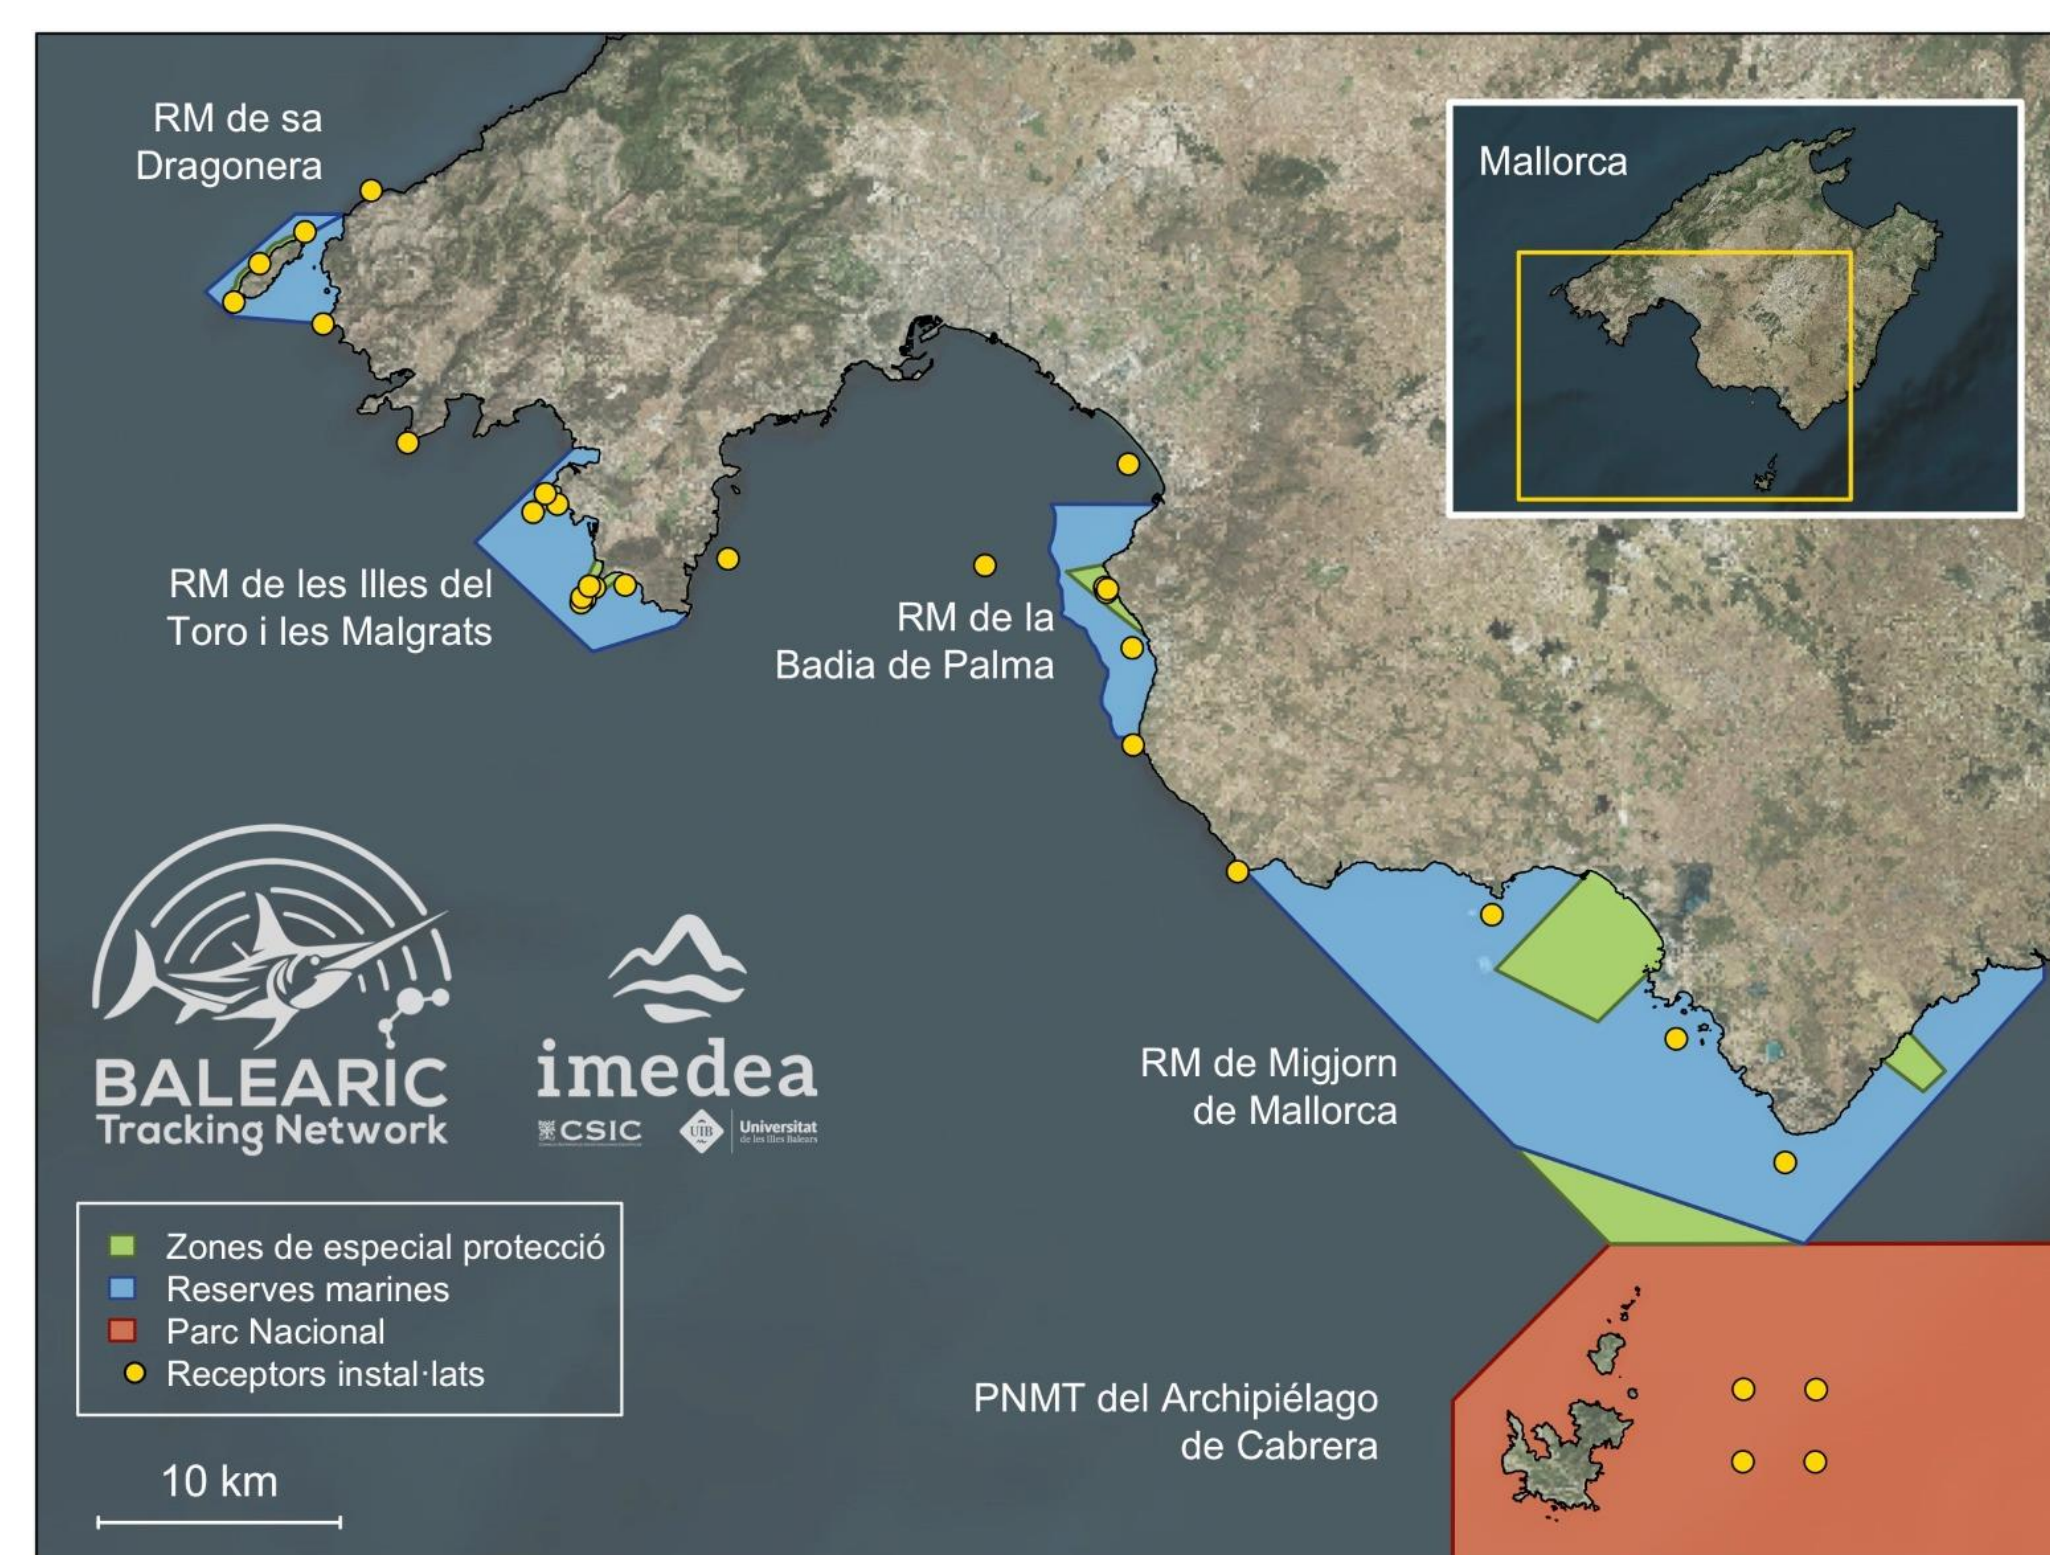 RM de sa
Dragonera
Mallorca
RM de les Illes del
Toro i les Malgrats
RM de la
Badia de Palma
BALEARIC
Tracking Network
imedea
CSIC
UIB
Universitat
de les Illes Balears
RM de Migjorn
de Mallorca
Zones de especial protecció
Reserves marines
Parc Nacional
Receptors instal·lats
PNMT del Archipiélago
de Cabrera
10 km